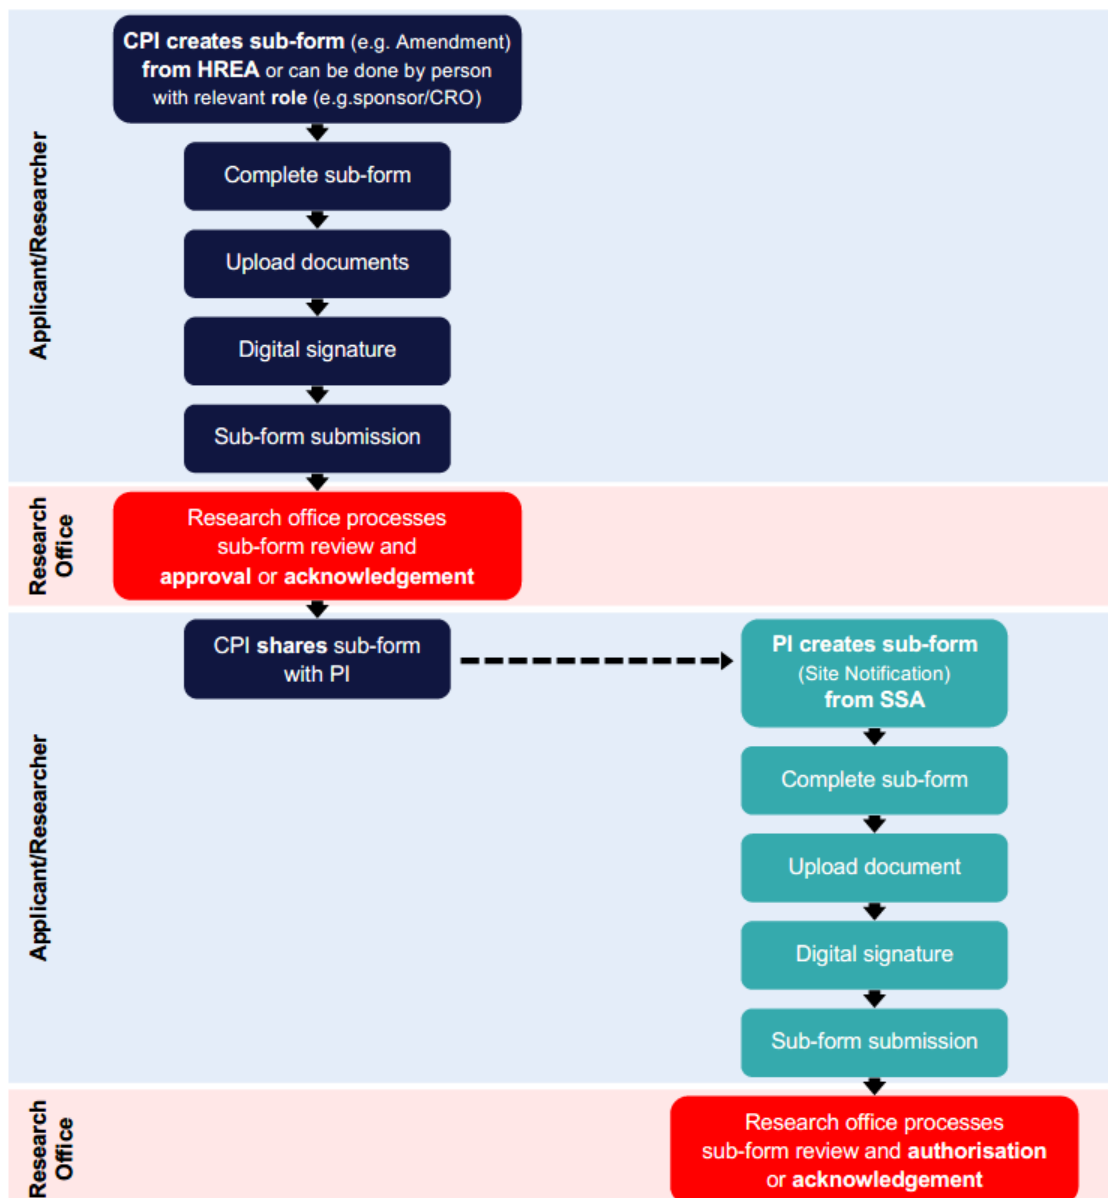 CPI creates sub-form (e.g. Amendment)
from HREA or can be done by person
with relevant role (e.g.sponsor/CRO)
Applicant/Researcher
Complete sub-form
Upload documents
Digital signature
Sub-form submission
Research
Office
Research office processes
sub-form review and
approval or acknowledgement
Applicant/Researcher
CPI shares sub-form
with PI
PI creates sub-form
(Site Notification)
from SSA
Complete sub-form
Upload document
Digital signature
Sub-form submission
Research
Office
Research office processes
sub-form review and authorisation
or acknowledgement